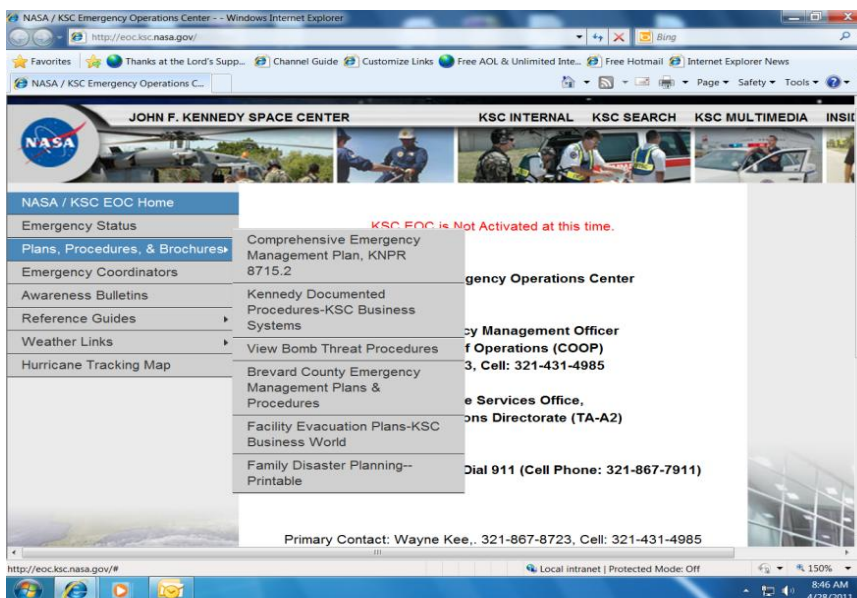 NASA / KSC Emergency Operations Center - - Windows Internet Explorer
http://eoc.ksc.nasa.gov/
Bing
Favorites
Thanks at the Lord's Supp...
Channel Guide
Customize Links
Free AOL & Unlimited Inte...
Free Hotmail
Internet Explorer News
NASA / KSC Emergency Operations C...
Page
Safety
Tools
JOHN F. KENNEDY SPACE CENTER
KSC INTERNAL
KSC SEARCH
KSC MULTIMEDIA
INSID
NASA
NASA / KSC EOC Home
Emergency Status
Plans, Procedures, & Brochures
Emergency Coordinators
Awareness Bulletins
Reference Guides
Weather Links
Hurricane Tracking Map
Comprehensive Emergency
Management Plan, KNPR
8715.2
Kennedy Documented
Procedures-KSC Business
Systems
View Bomb Threat Procedures
Brevard County Emergency
Management Plans &
Procedures
Facility Evacuation Plans-KSC
Business World
Family Disaster Planning--
Printable
KSC EOC is Not Activated at this time.
gency Operations Center
cy Management Officer
f Operations (COOP)
3, Cell: 321-431-4985
e Services Office,
ons Directorate (TA-A2)
Dial 911 (Cell Phone: 321-867-7911)
Primary Contact: Wayne Kee,. 321-867-8723, Cell: 321-431-4985
http://eoc.ksc.nasa.gov/#
Local intranet | Protected Mode: Off
150%
8:46 AM
4/28/2011